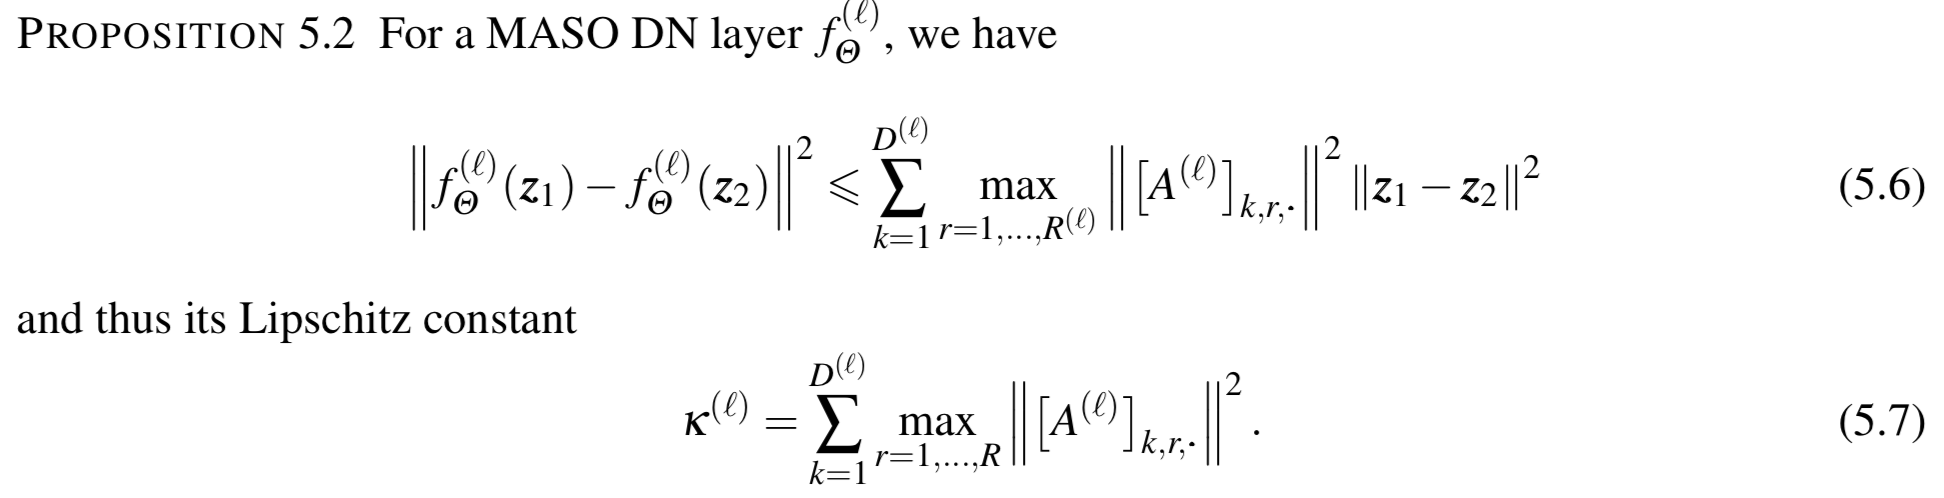 PROPOSITION 5.2 For a MASO DN layer $f_{\Theta}^{(\ell)}$, we have
$$\left\| f_{\Theta}^{(\ell)}(z_1) - f_{\Theta}^{(\ell)}(z_2) \right\|^2 \leqslant \sum_{k=1}^{D^{(\ell)}} \max_{r=1,\ldots,R^{(\ell)}} \left\| \left[ A^{(\ell)} \right]_{k,r,\cdot} \right\|^2 \| z_1 - z_2 \|^2 \quad (5.6)$$
and thus its Lipschitz constant
$$\kappa^{(\ell)} = \sum_{k=1}^{D^{(\ell)}} \max_{r=1,\ldots,R} \left\| \left[ A^{(\ell)} \right]_{k,r,\cdot} \right\|^2. \quad (5.7)$$